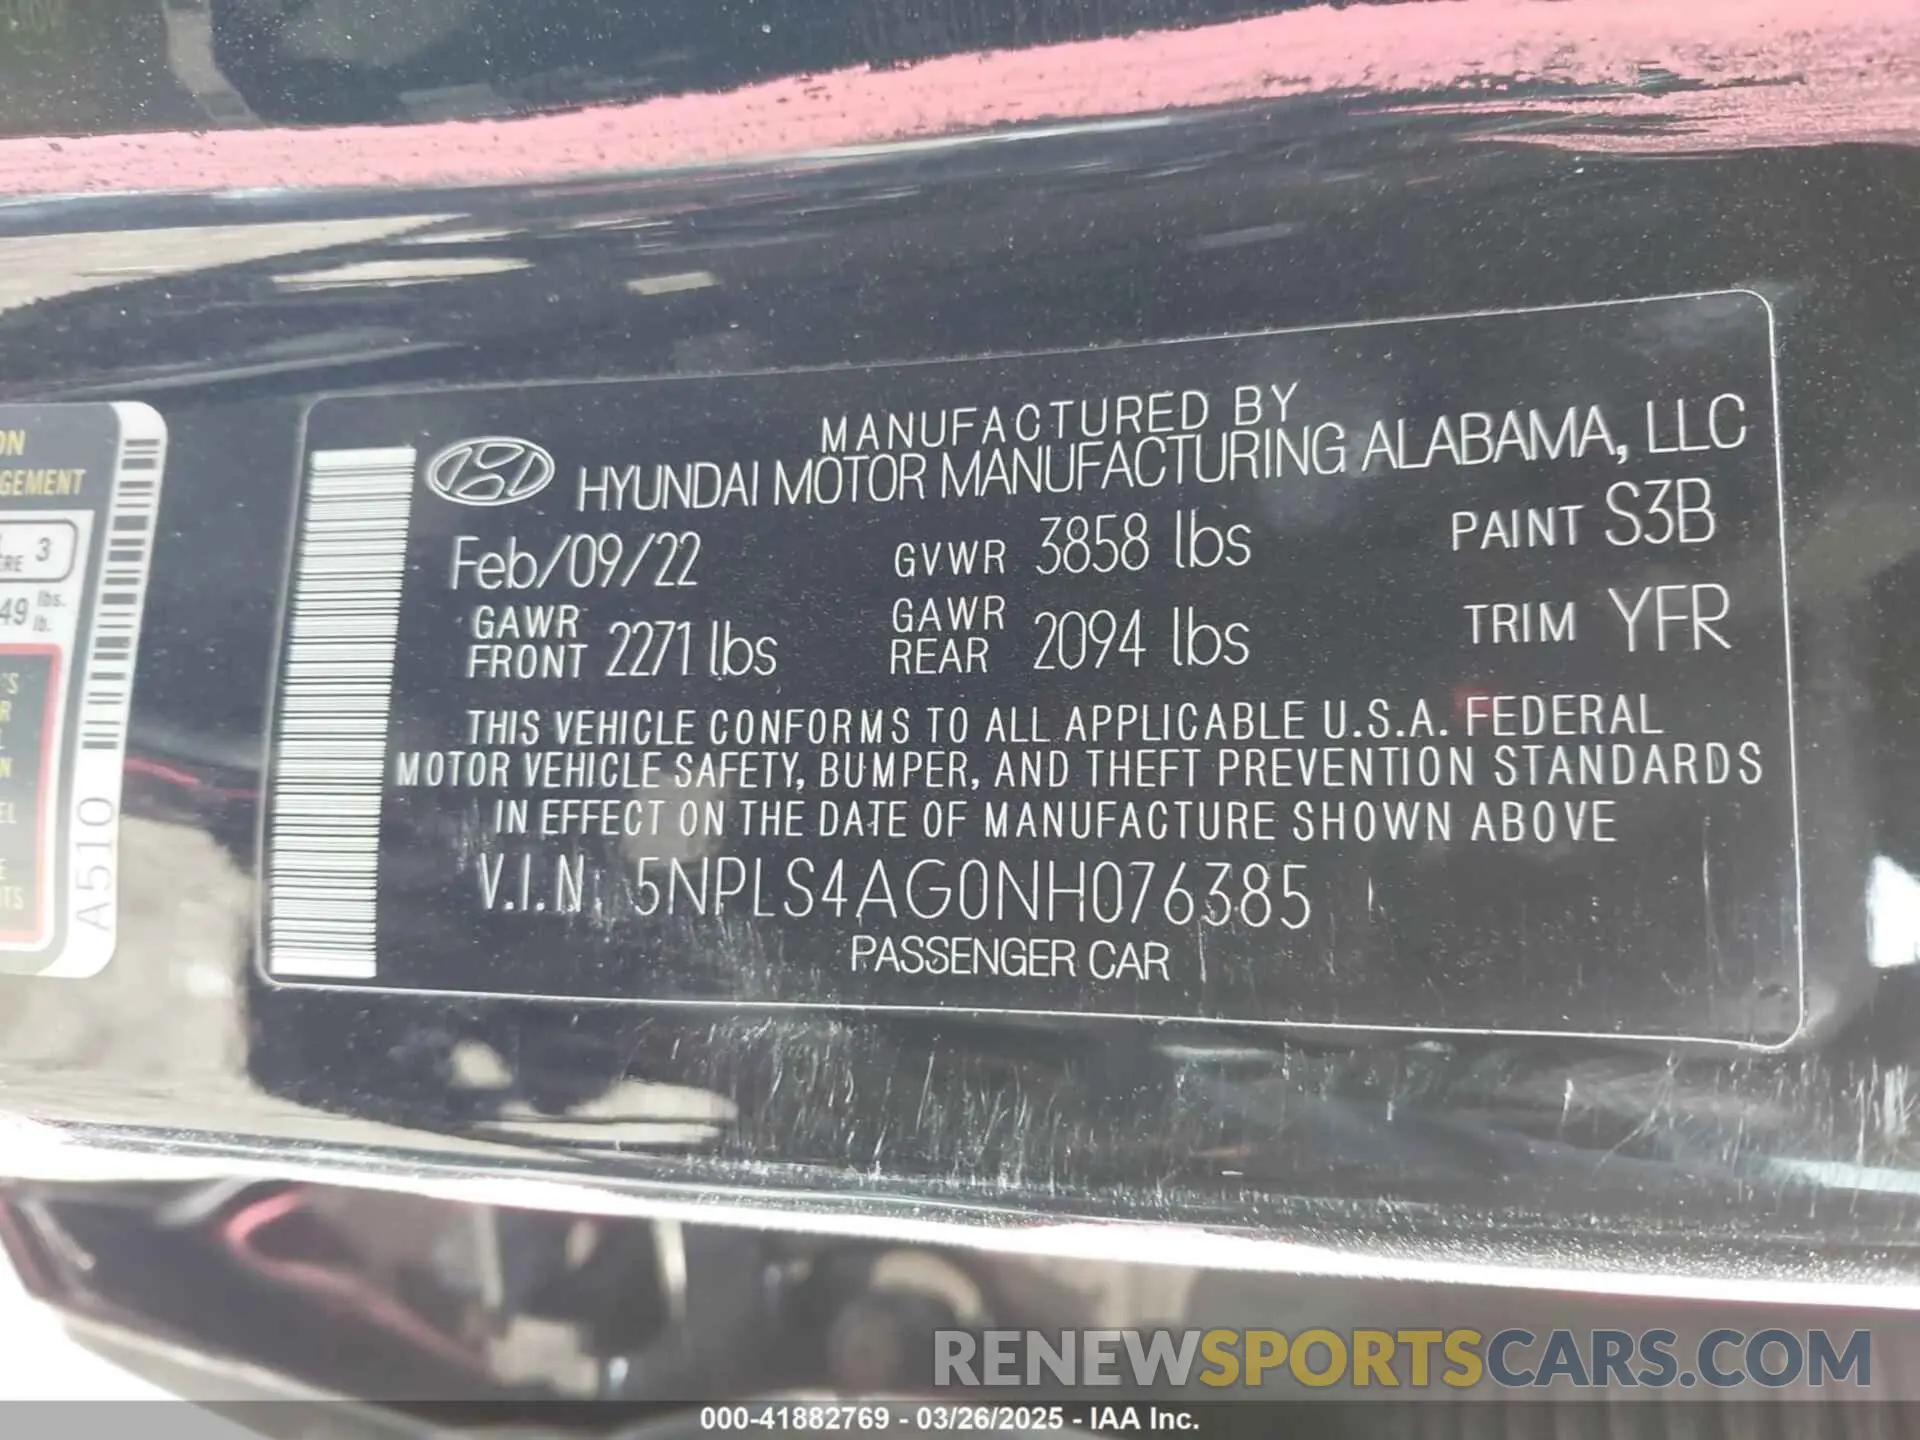 MANUFACTURED BY
HYUNDAI MOTOR MANUFACTURING ALABAMA, LLC
Feb/09/22 GVWR 3858 lbs PAINT S3B
GAWR FRONT 2271 lbs GAWR REAR 2094 lbs TRIM YFR
THIS VEHICLE CONFORMS TO ALL APPLICABLE U.S.A. FEDERAL
MOTOR VEHICLE SAFETY, BUMPER, AND THEFT PREVENTION STANDARDS
IN EFFECT ON THE DATE OF MANUFACTURE SHOWN ABOVE
V.I.N. 5NPLS4AG0NH076385
PASSENGER CAR
3
lbs.
lb.
A510
RENEWSPORTSCARS.COM
000-41882769 - 03/26/2025 - IAA Inc.